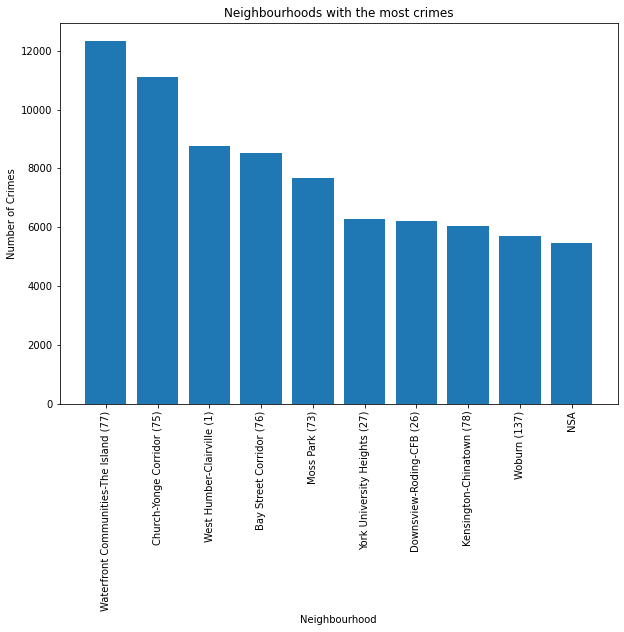 Neighbourhoods with the most crimes
Number of Crimes
12000
10000
8000
6000
4000
2000
0
Waterfront Communities-The Island (77)
Church-Yonge Corridor (75)
West Humber-Clairville (1)
Bay Street Corridor (76)
Moss Park (73)
York University Heights (27)
Downsview-Roding-CFB (26)
Kensington-Chinatown (78)
Woburn (137)
NSA
Neighbourhood